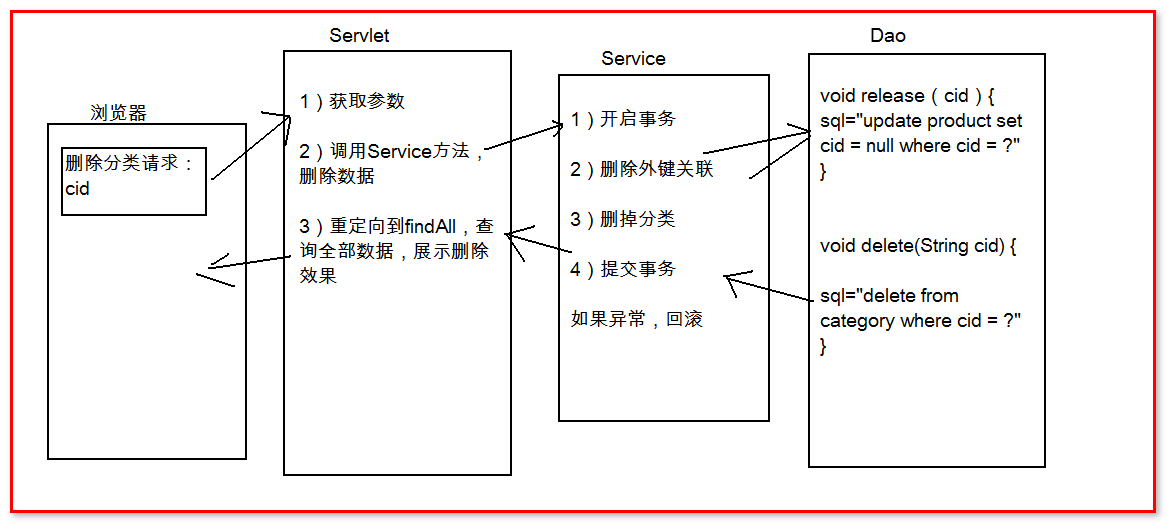 浏览器
删除分类请求：
cid
Servlet
1）获取参数
2）调用Service方法，
删除数据
3）重定向到findAll，查
询全部数据，展示删除
效果
Service
1）开启事务
2）删除外键关联
3）删掉分类
4）提交事务
如果异常，回滚
Dao
void release（cid）{
sql="update product set
cid = null where cid = ?"
}
void delete(String cid) {
sql="delete from
category where cid = ?"
}